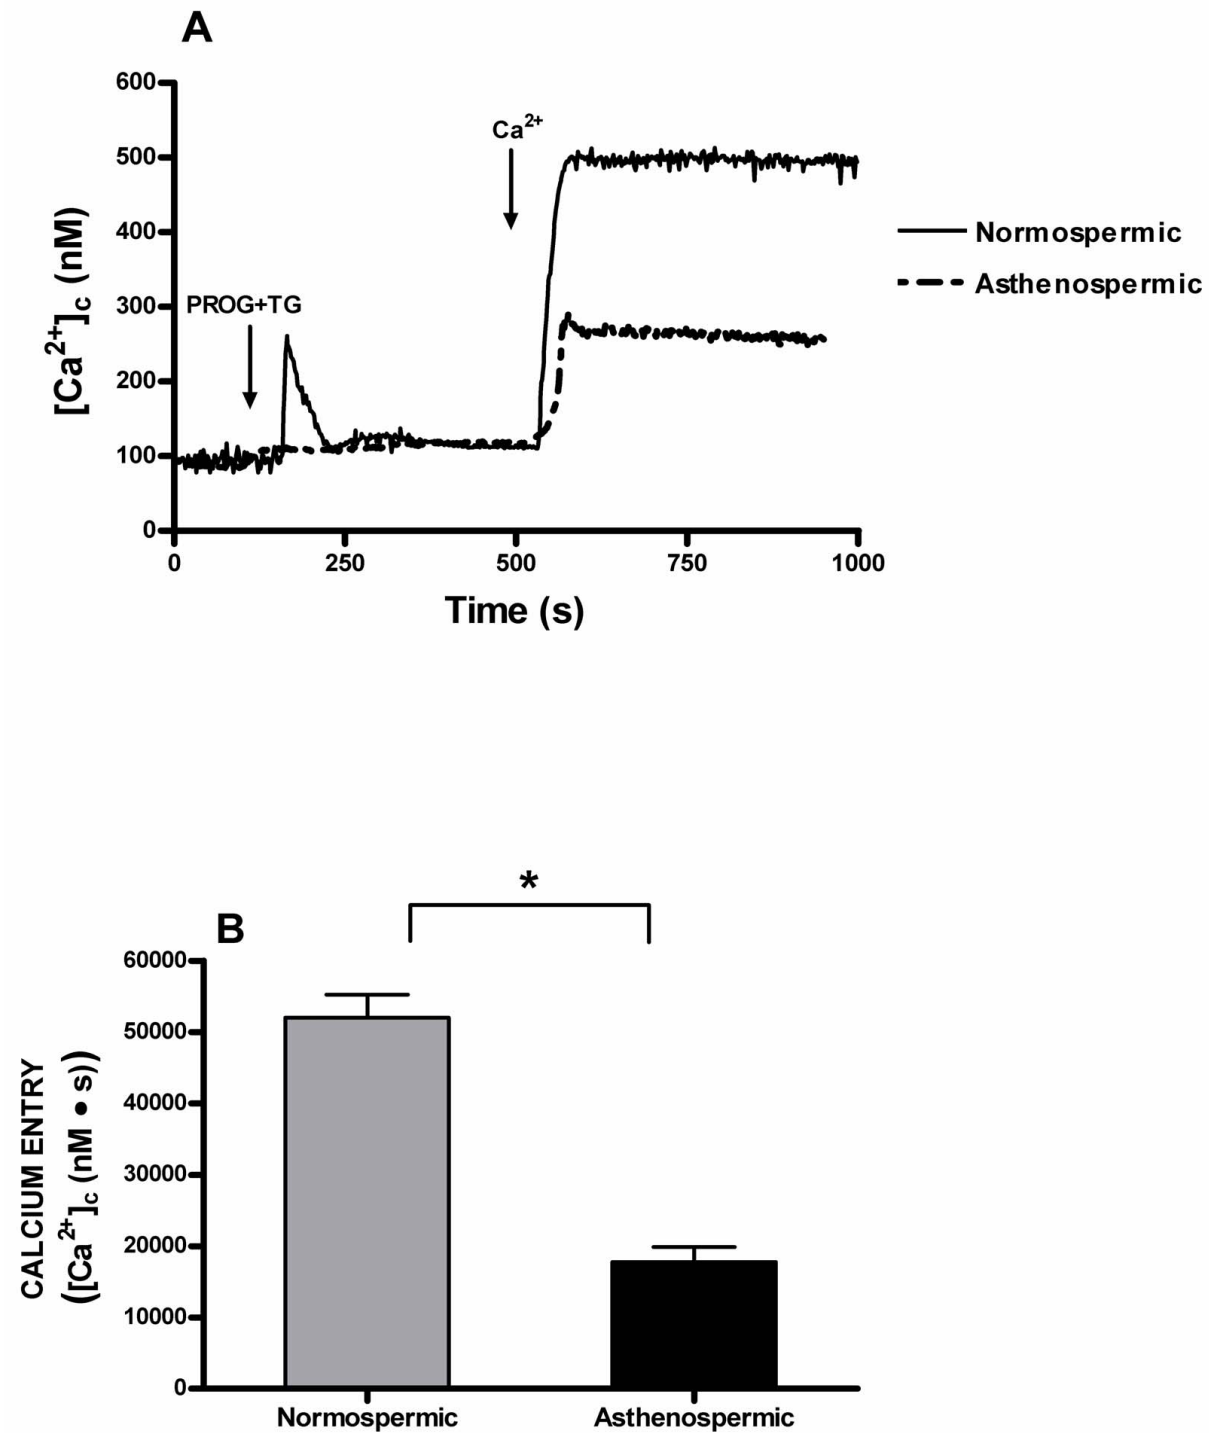 A
600
500
400
300
200
100
0
[Ca²⁺]c (nM)
PROG+TG
Ca²⁺
Normospermic
Asthenospermic
0 250 500 750 1000
Time (s)
*
B
60000
50000
40000
30000
20000
10000
0
CALCIUM ENTRY
([Ca²⁺]c (nM • s))
Normospermic Asthenospermic